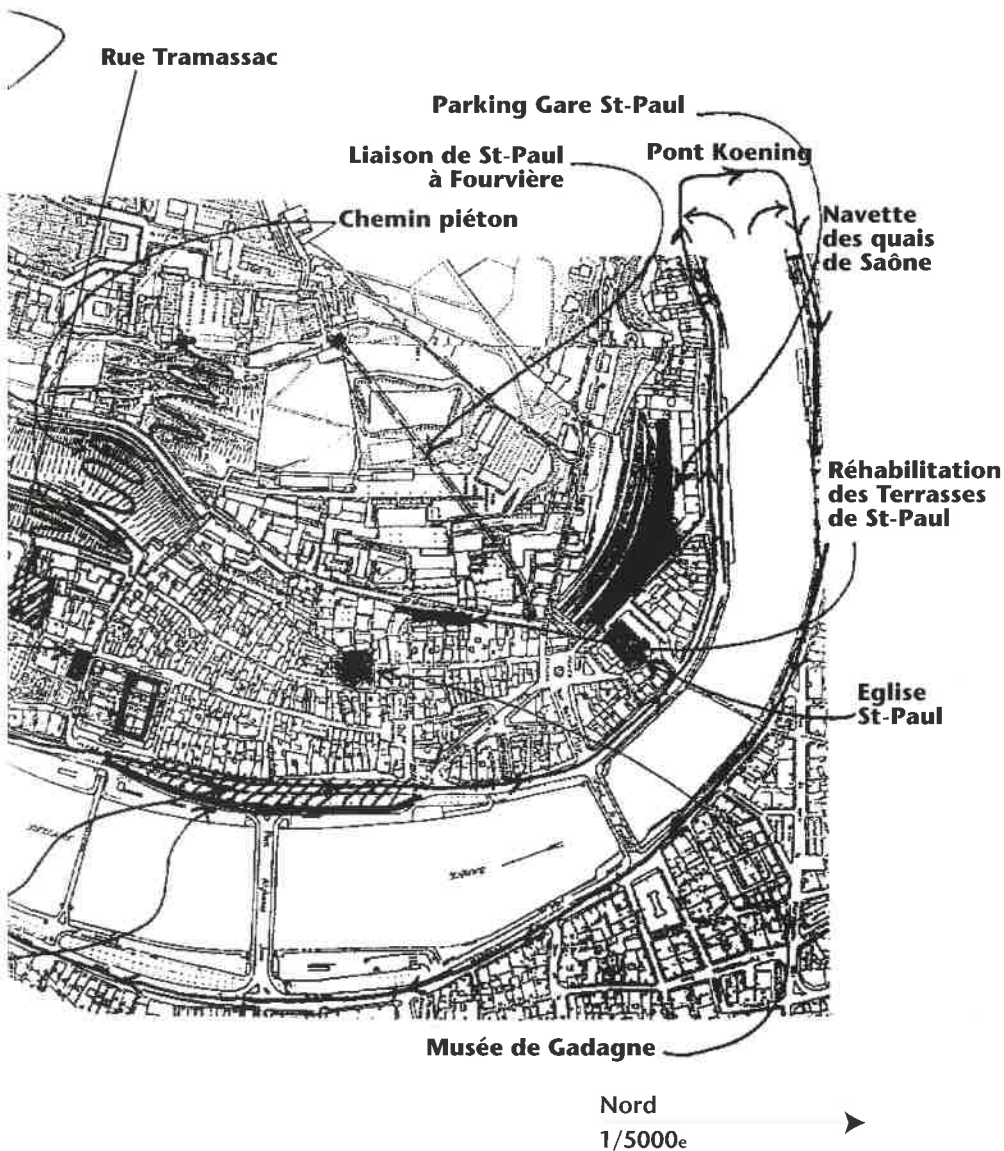 Rue Tramassac
Parking Gare St-Paul
Liaison de St-Paul
à Fourvière
Pont Koening
Chemin piéton
Navette
des quais
de Saône
Réhabilitation
des Terrasses
de St-Paul
Eglise
St-Paul
Musée de Gadagne
Nord
1/5000e